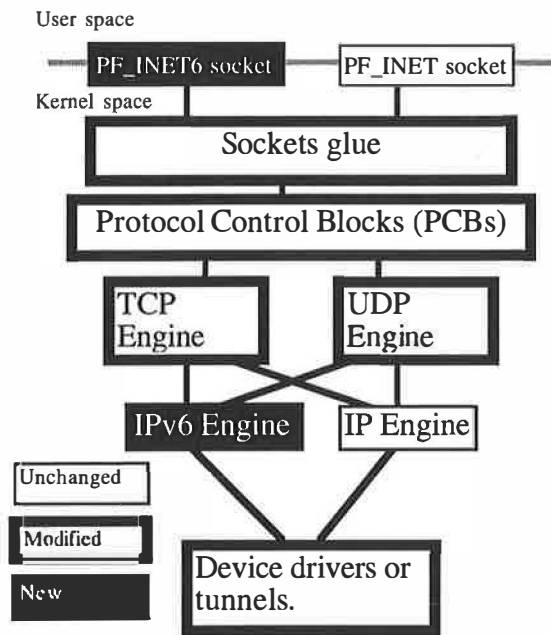 User space
PF_INET6 socket
PF_INET socket
Kernel space
Sockets glue
Protocol Control Blocks (PCBs)
TCP
Engine
UDP
Engine
IPv6 Engine
IP Engine
Unchanged
Modified
New
Device drivers or
tunnels.